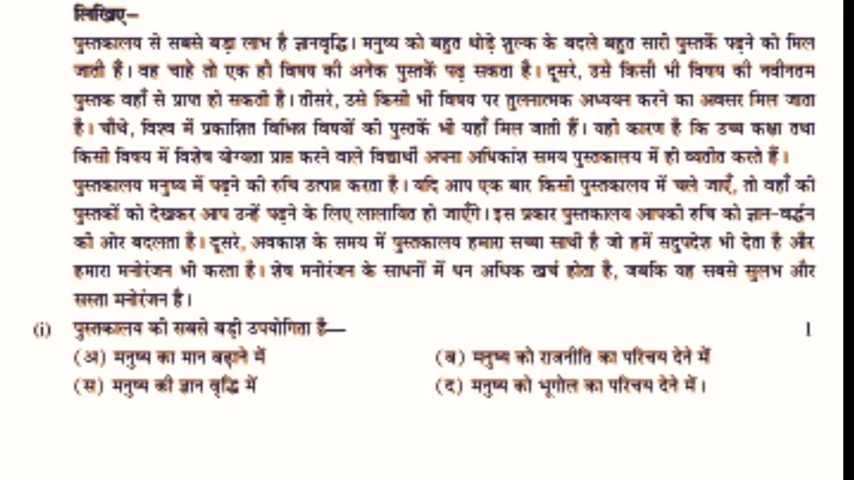 लिखिए–
पुस्तकालय से सबसे बड़ा लाभ है ज्ञानवृद्धि। मनुष्य को बहुत थोड़े शुल्क के बदले बहुत सारी पुस्तकें पढ़ने को मिल
जाती हैं। वह चाहे तो एक ही विषय की अनेक पुस्तकें पढ़ सकता है। दूसरे, उसे किसी भी विषय की नवीनतम
पुस्तक वहाँ से प्राप्त हो सकती है। तीसरे, उसे किसी भी विषय पर तुलनात्मक अध्ययन करने का अवसर मिल जाता
है। चौथे, विश्व में प्रकाशित विभिन्न विषयों की पुस्तकें भी यहाँ मिल जाती हैं। यही कारण है कि उच्च कक्षा तथा
किसी विषय में विशेष योग्यता प्राप्त करने वाले विद्यार्थी अपना अधिकांश समय पुस्तकालय में ही व्यतीत करते हैं।
पुस्तकालय मनुष्य में पढ़ने की रुचि उत्पन्न करता है। यदि आप एक बार किसी पुस्तकालय में चले जाएँ, तो वहाँ की
पुस्तकों को देखकर आप उन्हें पढ़ने के लिए लालायित हो जाएँगे। इस प्रकार पुस्तकालय आपकी रुचि को ज्ञान-वर्द्धन
की ओर बदलता है। दूसरे, अवकाश के समय में पुस्तकालय हमारा सच्चा साथी है जो हमें सदुपदेश भी देता है और
हमारा मनोरंजन भी करता है। शेष मनोरंजन के साधनों में धन अधिक खर्च होता है, जबकि यह सबसे सुलभ और
सस्ता मनोरंजन है।
(i) पुस्तकालय की सबसे बड़ी उपयोगिता है— 1
(अ) मनुष्य का मान बढ़ाने में (ब) मनुष्य को राजनीति का परिचय देने में
(स) मनुष्य की ज्ञान वृद्धि में (द) मनुष्य को भूगोल का परिचय देने में।